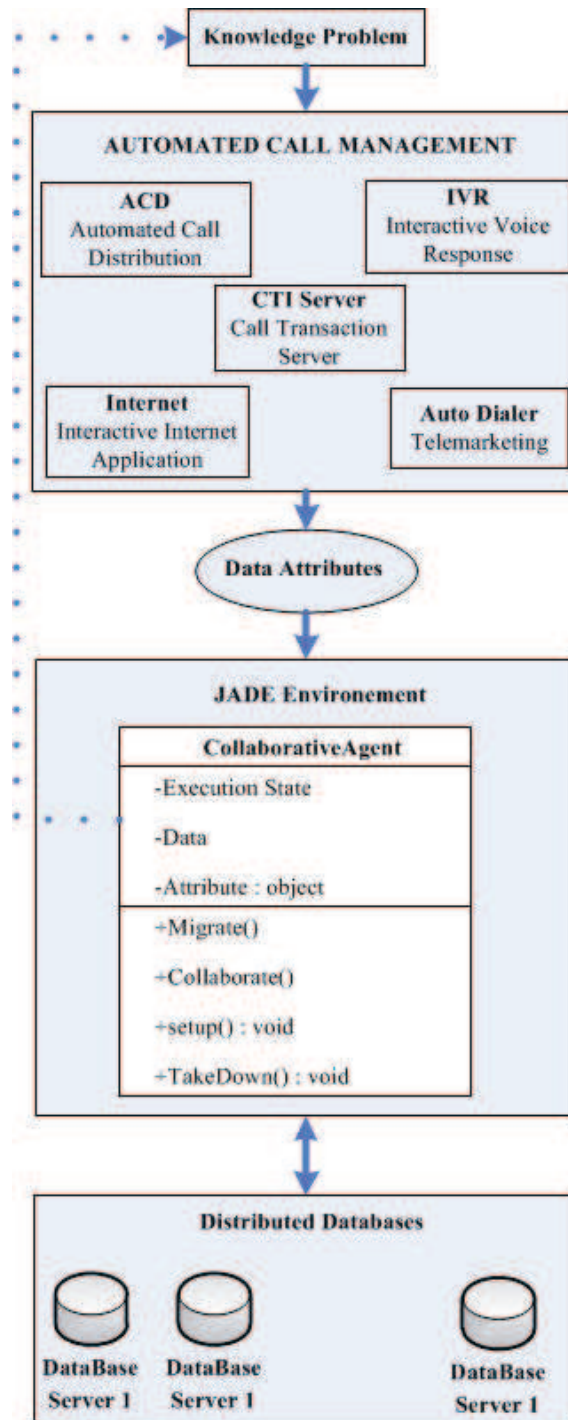 Knowledge Problem
AUTOMATED CALL MANAGEMENT
ACD
Automated Call
Distribution
IVR
Interactive Voice
Response
CTI Server
Call Transaction
Server
Internet
Interactive Internet
Application
Auto Dialer
Telemarketing
Data Attributes
JADE Environement
CollaborativeAgent
-Execution State
-Data
-Attribute : object
+Migrate()
+Collaborate()
+setup() : void
+TakeDown() : void
Distributed Databases
DataBase
Server 1
DataBase
Server 1
DataBase
Server 1